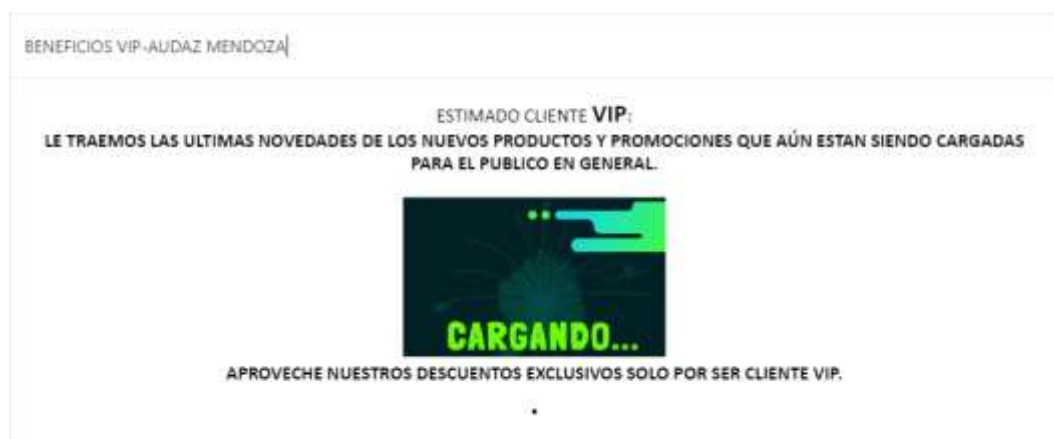 BENEFICIOS VIP-AUDAZ MENDOZA
ESTIMADO CLIENTE VIP:
LE TRAEMOS LAS ULTIMAS NOVEDADES DE LOS NUEVOS PRODUCTOS Y PROMOCIONES QUE AÚN ESTAN SIENDO CARGADAS
PARA EL PUBLICO EN GENERAL.
CARGANDO...
APROVECHE NUESTROS DESCUENTOS EXCLUSIVOS SOLO POR SER CLIENTE VIP.